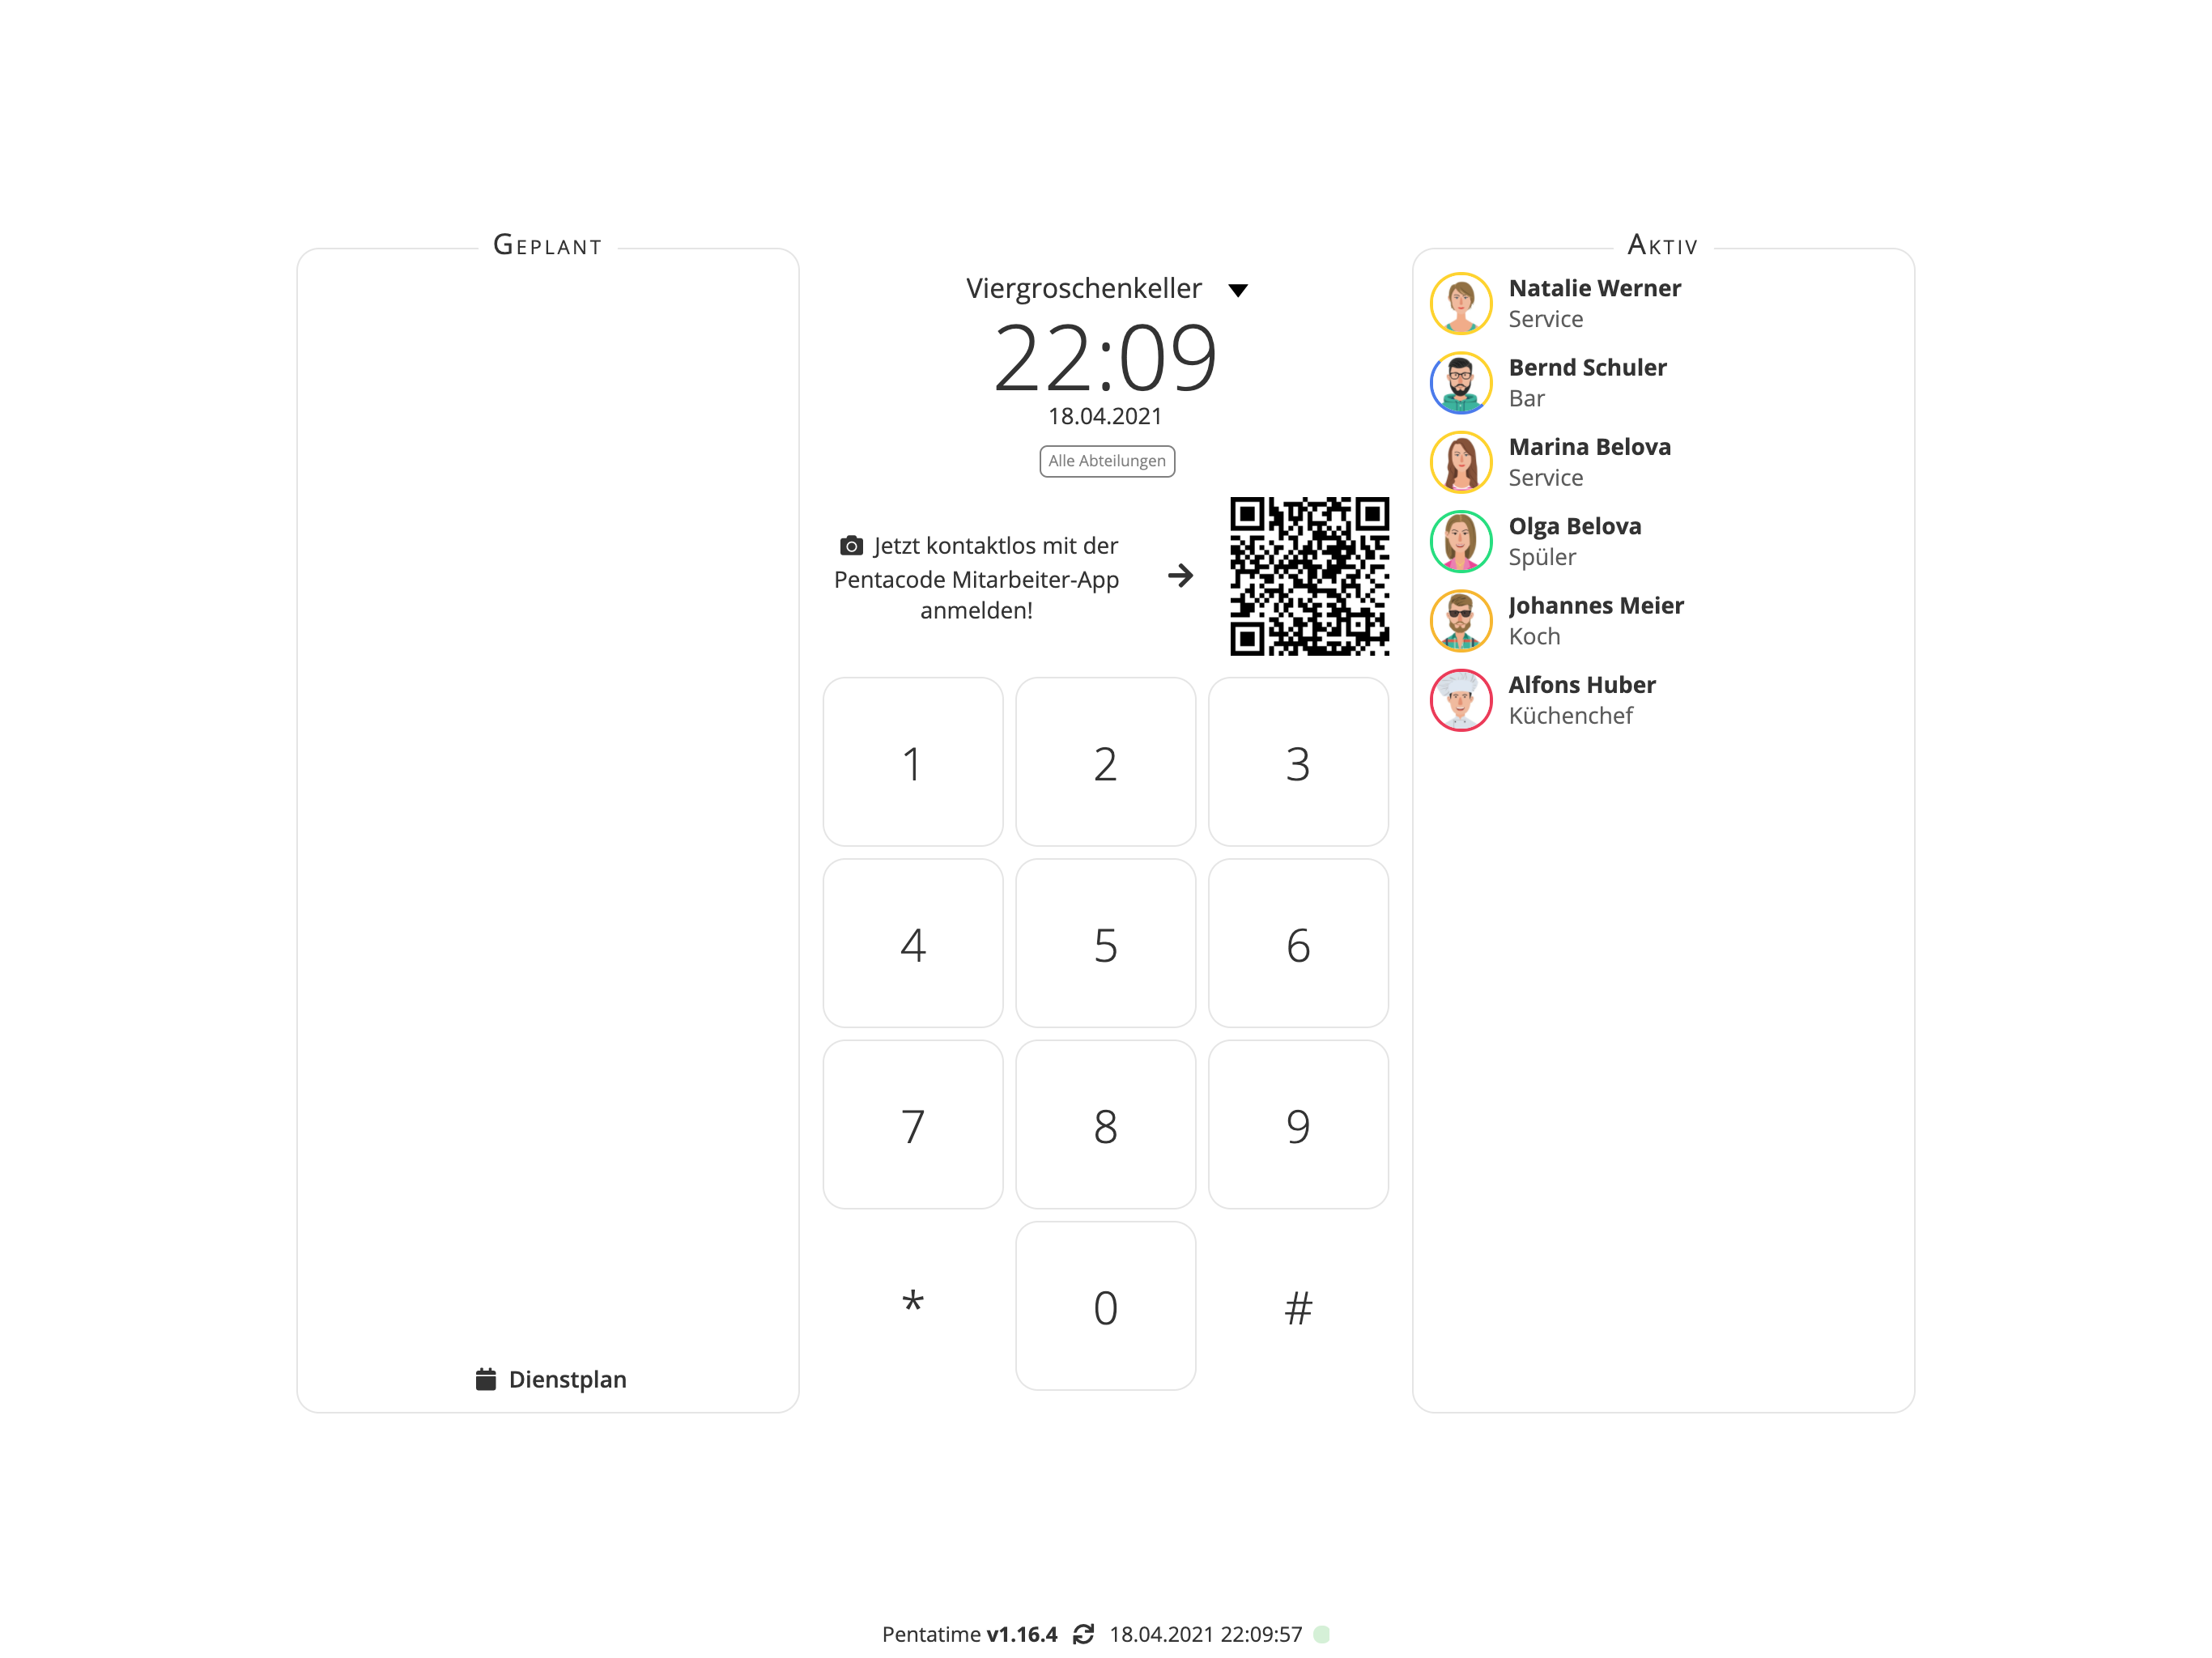 Geplant
Dienstplan
Viergroschenkeller
22:09
18.04.2021
Alle Abteilungen
Jetzt kontaktlos mit der
Pentacode Mitarbeiter-App
anmelden!
1 2 3
4 5 6
7 8 9
* 0 #
Aktiv
Natalie Werner
Service
Bernd Schuler
Bar
Marina Belova
Service
Olga Belova
Spüler
Johannes Meier
Koch
Alfons Huber
Küchenchef
Pentatime v1.16.4 18.04.2021 22:09:57